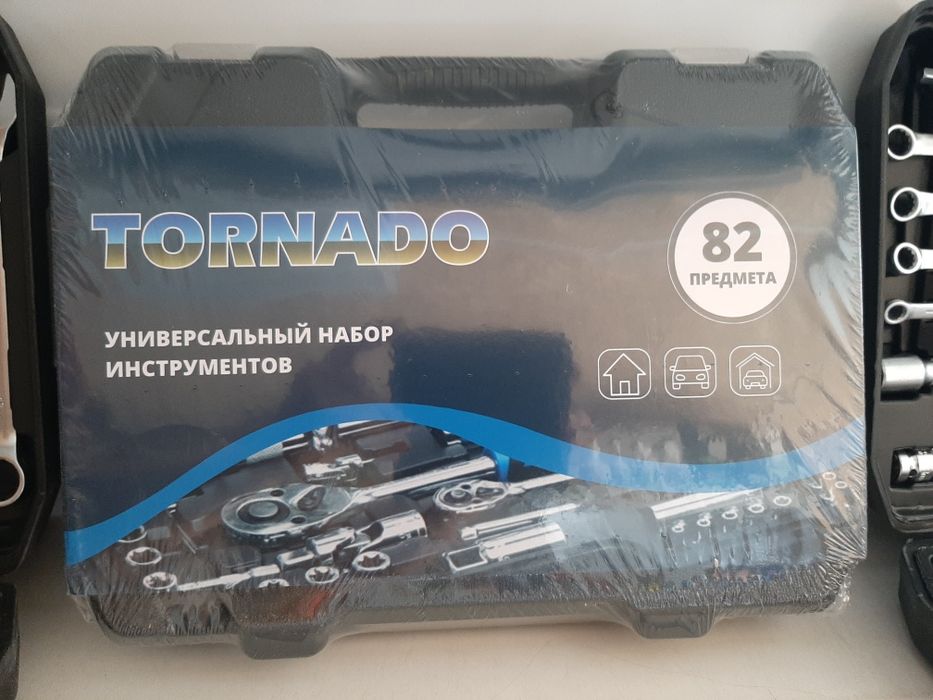 TORNADO
82
ПРЕДМЕТА
УНИВЕРСАЛЬНЫЙ НАБОР
ИНСТРУМЕНТОВ